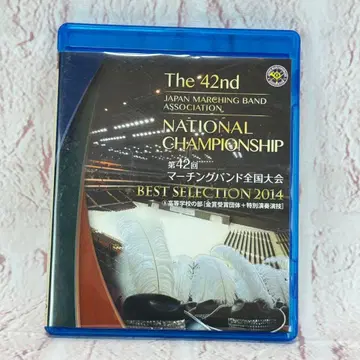 The 42nd
JAPAN MARCHING BAND
ASSOCIATION
NATIONAL
CHAMPIONSHIP
第42回
マーチングバンド全国大会
BEST SELECTION 2014
高等学校の部[金賞受賞団体+特別演奏演技]